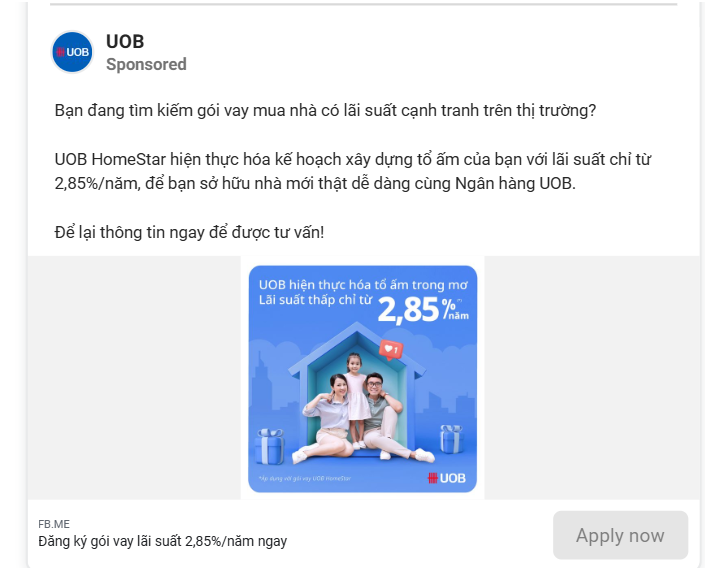 UOB
UOB
Sponsored
Bạn đang tìm kiếm gói vay mua nhà có lãi suất cạnh tranh trên thị trường?
UOB HomeStar hiện thực hóa kế hoạch xây dựng tổ ấm của bạn với lãi suất chỉ từ
2,85%/năm, để bạn sở hữu nhà mới thật dễ dàng cùng Ngân hàng UOB.
Để lại thông tin ngay để được tư vấn!
UOB hiện thực hóa tổ ấm trong mơ
Lãi suất thấp chỉ từ 2,85%/năm
1
*Áp dụng với gói vay UOB HomeStar
UOB
FB.ME
Đăng ký gói vay lãi suất 2,85%/năm ngay
Apply now